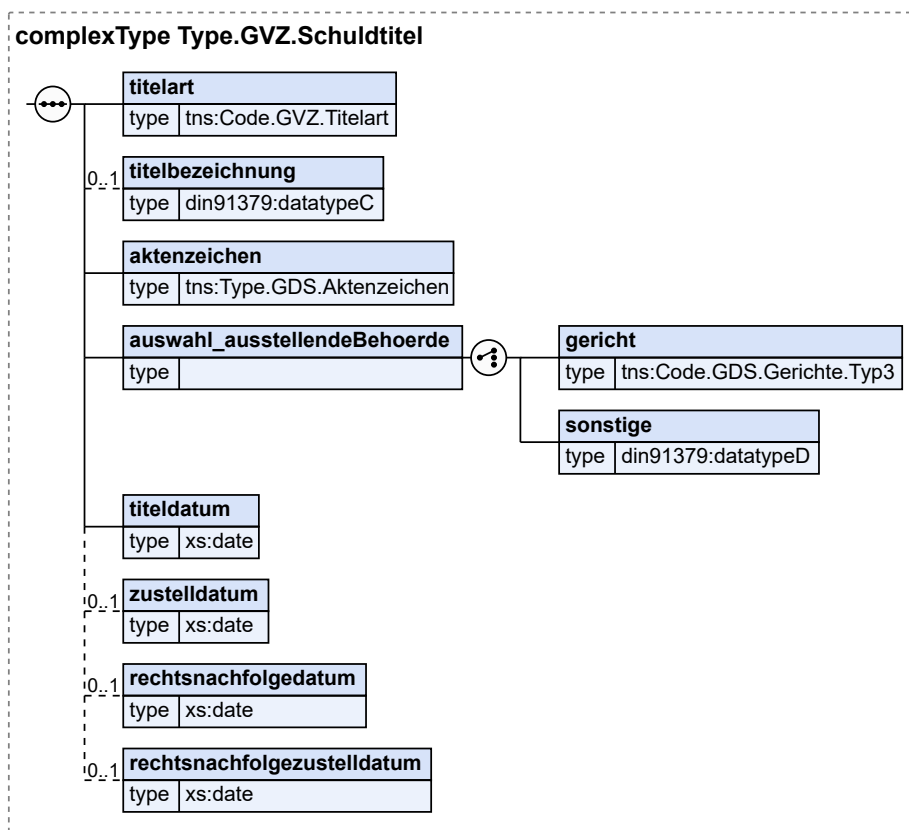 complexType Type.GVZ.Schuldtitel
titelart
type tns:Code.GVZ.Titelart
0..1
titelbezeichnung
type din91379:datatypeC
aktenzeichen
type tns:Type.GDS.Aktenzeichen
auswahl_ausstellendeBehoerde
type
gericht
type tns:Code.GDS.Gerichte.Typ3
sonstige
type din91379:datatypeD
titeldatum
type xs:date
0..1
zustelldatum
type xs:date
0..1
rechtsnachfolgedatum
type xs:date
0..1
rechtsnachfolgezustelldatum
type xs:date